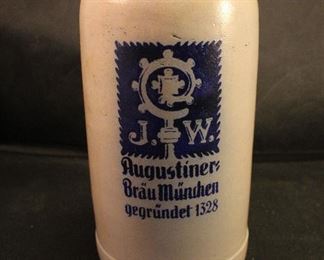 J. W.
Augustiner=
Bräu München
gegründet 1328